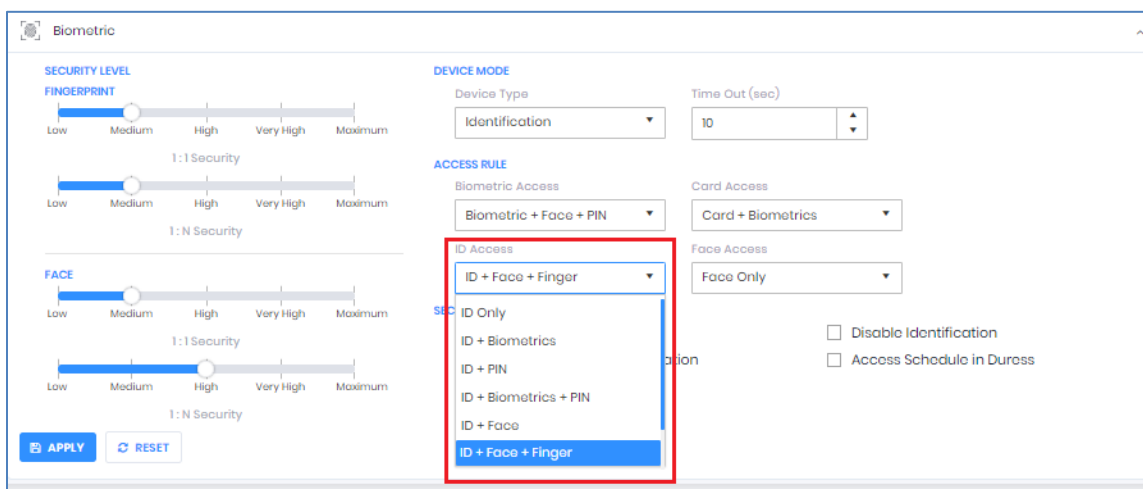 Biometric
SECURITY LEVEL
FINGERPRINT
Low Medium High Very High Maximum
1 : 1 Security
Low Medium High Very High Maximum
1 : N Security
FACE
Low Medium High Very High Maximum
1 : 1 Security
Low Medium High Very High Maximum
1 : N Security
APPLY RESET
DEVICE MODE
Device Type Time Out (sec)
Identification 10
ACCESS RULE
Biometric Access Card Access
Biometric + Face + PIN Card + Biometrics
ID Access Face Access
ID + Face + Finger Face Only
SEC
ID Only
ID + Biometrics
ID + PIN
ID + Biometrics + PIN
ID + Face
ID + Face + Finger
Disable Identification
Access Schedule in Duress